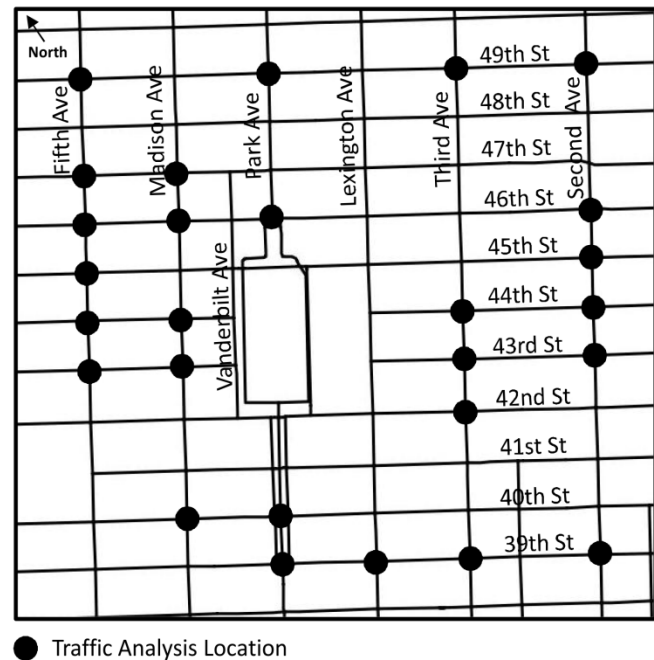 North
49th St
48th St
47th St
46th St
45th St
44th St
43rd St
42nd St
41st St
40th St
39th St
Fifth Ave
Madison Ave
Vanderbilt Ave
Park Ave
Lexington Ave
Third Ave
Second Ave
Traffic Analysis Location